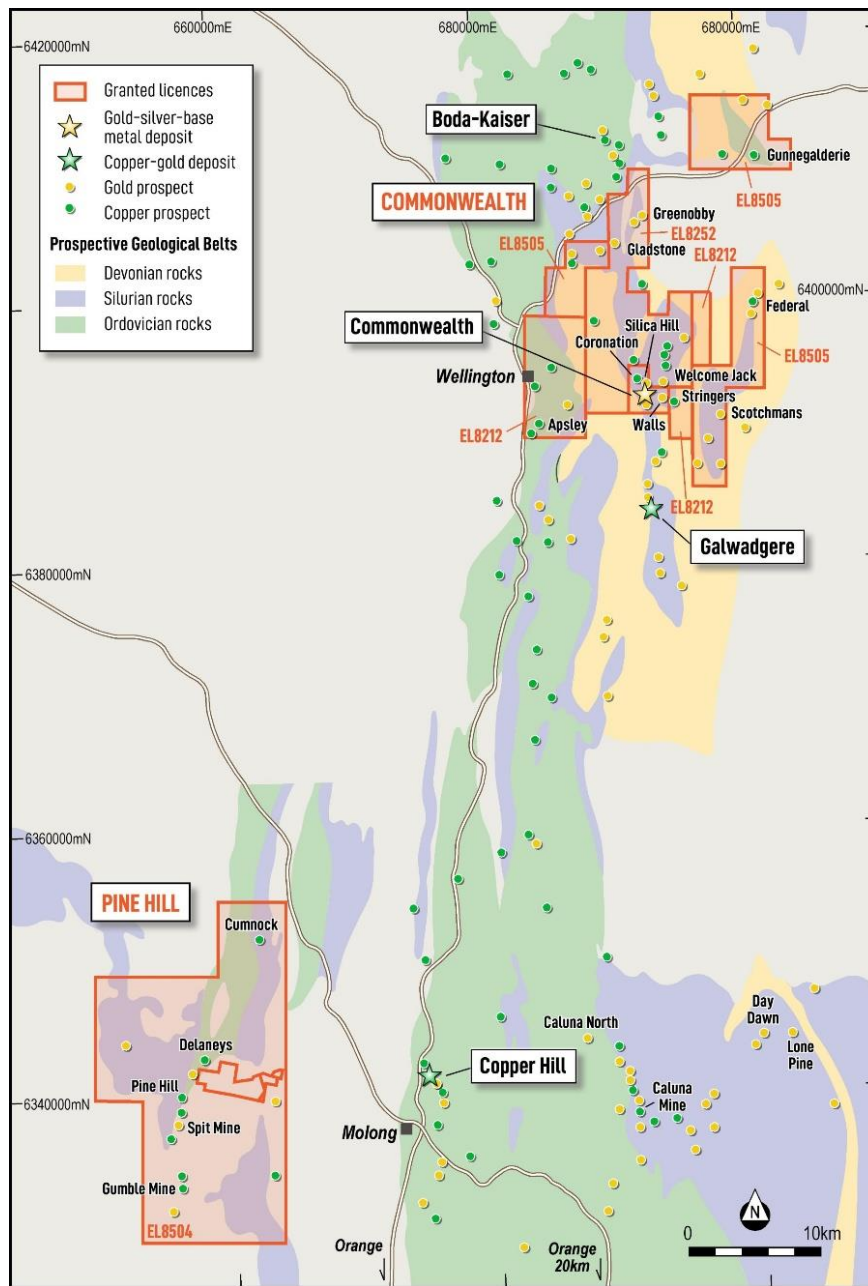 660000mE
680000mE
680000mE
6420000mN
Granted licences
Gold-silver-base
metal deposit
Copper-gold deposit
Gold prospect
Copper prospect
Prospective Geological Belts
Devonian rocks
Silurian rocks
Ordovician rocks
Boda-Kaiser
Gunnegalderie
COMMONWEALTH
EL8505
Greenobby
EL8252
EL8505
Gladstone
EL8212
6400000mN
Federal
Commonwealth
Silica Hill
Coronation
EL8505
Wellington
Welcome Jack
Stringers
Scotchmans
Walls
Apsley
EL8212
EL8212
Galwadgere
6380000mN
6360000mN
PINE HILL
Cumnock
Day
Dawn
Caluna North
Lone
Pine
Delaneys
Copper Hill
Pine Hill
Caluna
Mine
6340000mN
Spit Mine
Molong
Gumble Mine
EL8504
N
0
10km
Orange
Orange
20km